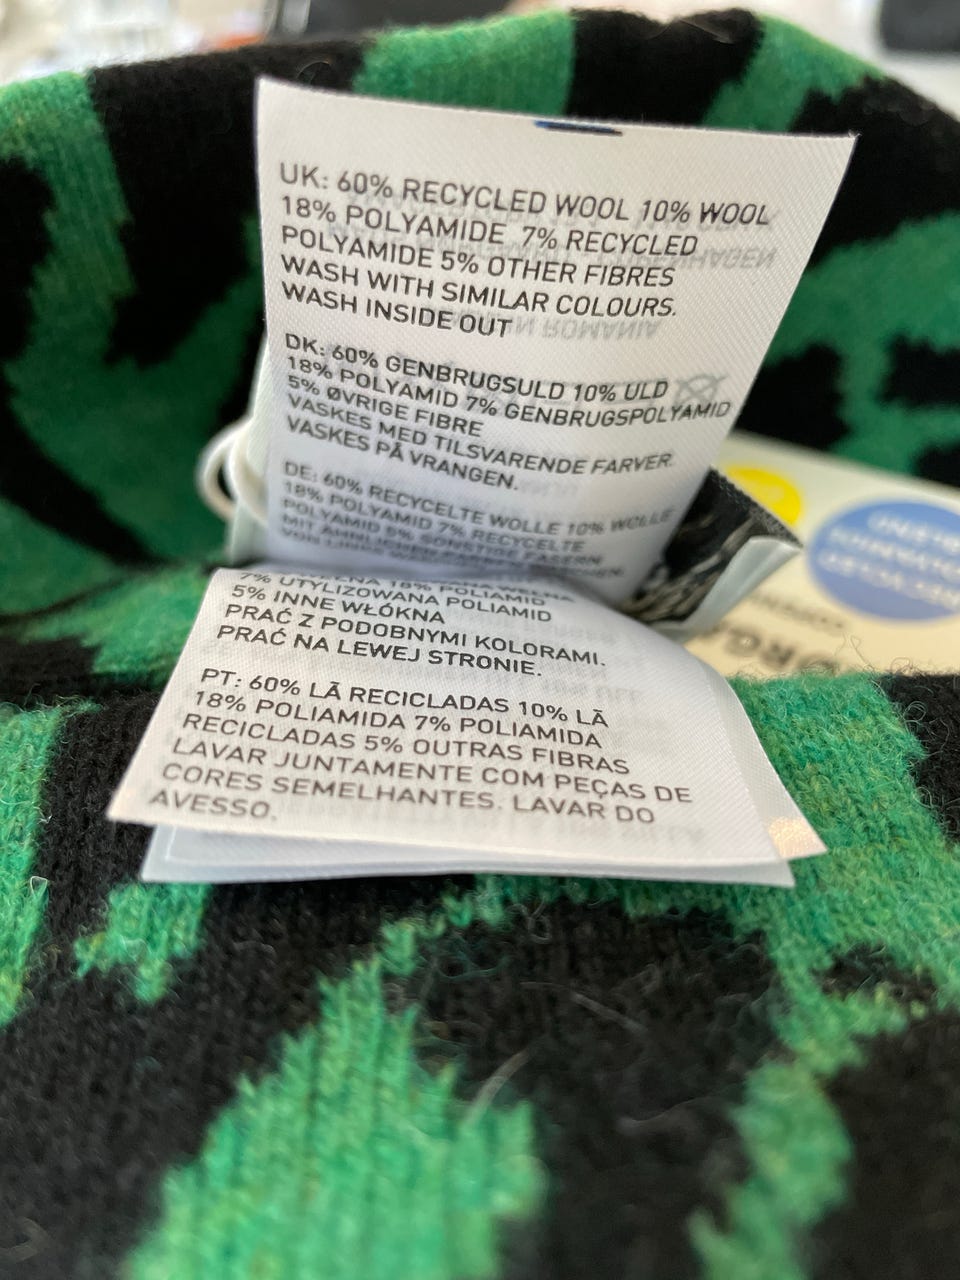 UK: 60% RECYCLED WOOL 10% WOOL
18% POLYAMIDE 7% RECYCLED
POLYAMIDE 5% OTHER FIBRES
WASH WITH SIMILAR COLOURS.
WASH INSIDE OUT
DK: 60% GENBRUGSULD 10% ULD
18% POLYAMID 7% GENBRUGSPOLYAMID
5% ØVRIGE FIBRE
VASKES MED TILSVARENDE FARVER.
VASKES PÅ VRANGEN.
DE: 60% RECYCELTE WOLLE 10% WOLLE
18% POLYAMID 7% RECYCELTE
POLYAMID 5% SONSTIGE FASERN
7% UTYLIZOWANA POLIAMID
5% INNE WŁÓKNA
PRAĆ Z PODOBNYMI KOLORAMI.
PRAĆ NA LEWEJ STRONIE.
PT: 60% LÃ RECICLADAS 10% LÃ
18% POLIAMIDA 7% POLIAMIDA
RECICLADAS 5% OUTRAS FIBRAS
LAVAR JUNTAMENTE COM PEÇAS DE
CORES SEMELHANTES. LAVAR DO
AVESSO.